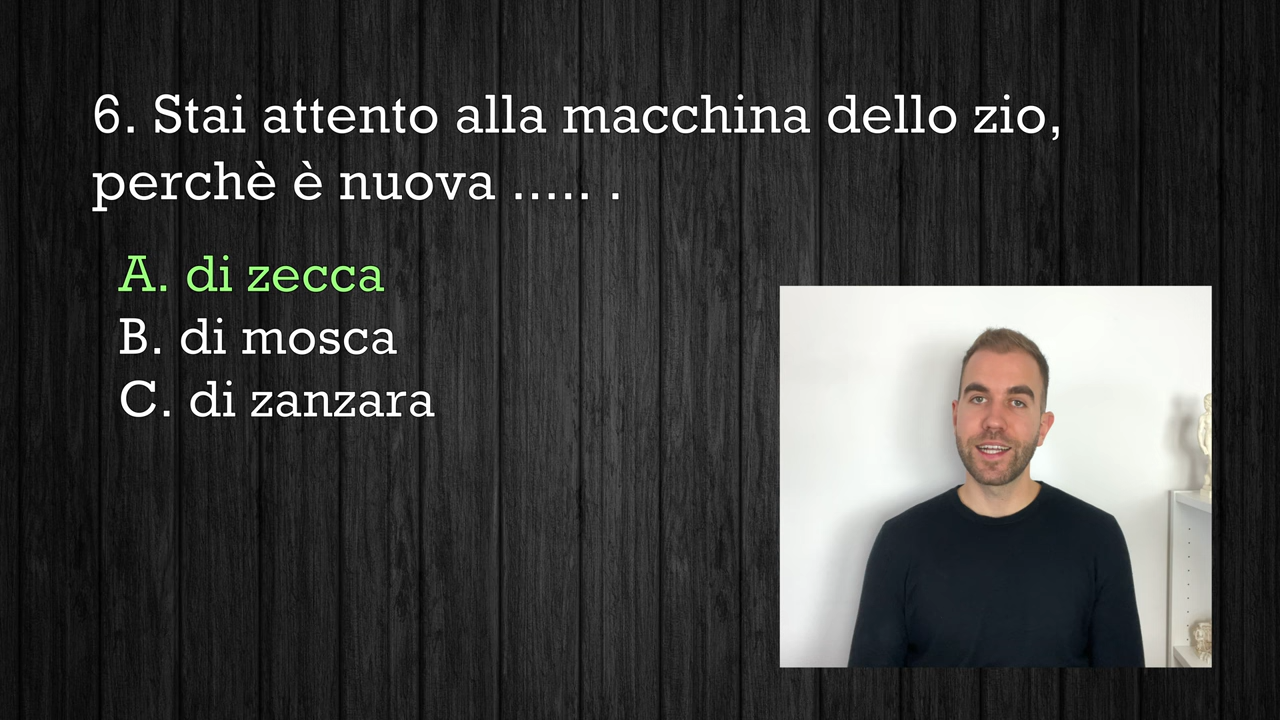 6. Stai attento alla macchina dello zio,
perchè è nuova ..... .
A. di zecca
B. di mosca
C. di zanzara